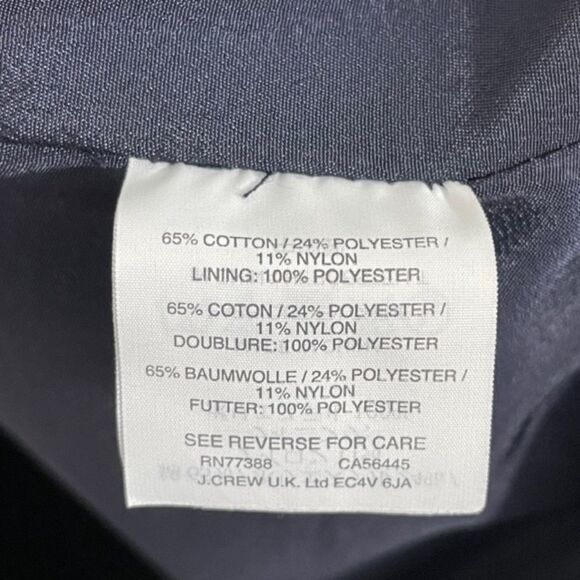 65% COTTON / 24% POLYESTER /
11% NYLON
LINING: 100% POLYESTER
65% COTON / 24% POLYESTER /
11% NYLON
DOUBLURE: 100% POLYESTER
65% BAUMWOLLE / 24% POLYESTER /
11% NYLON
FUTTER: 100% POLYESTER
SEE REVERSE FOR CARE
RN77388 CA56445
J.CREW U.K. Ltd EC4V 6JA